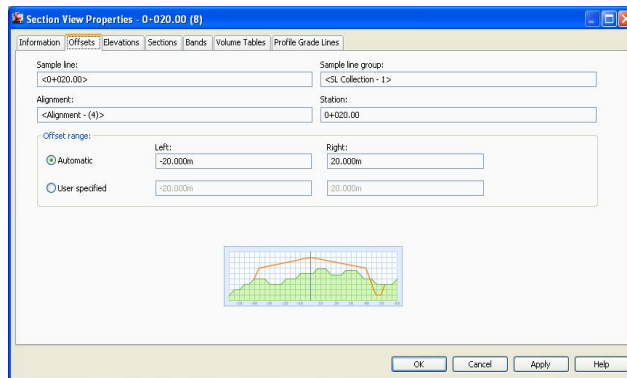 Section View Properties - 0+020.00 (8)
Information Offsets Elevations Sections Bands Volume Tables Profile Grade Lines
Sample line: Sample line group:
<0+020.00> <SL Collection - 1>
Alignment: Station:
<Alignment - (4)> 0+020.00
Offset range:
Left: Right:
Automatic -20.000m 20.000m
User specified -20.000m 20.000m
OK Cancel Apply Help